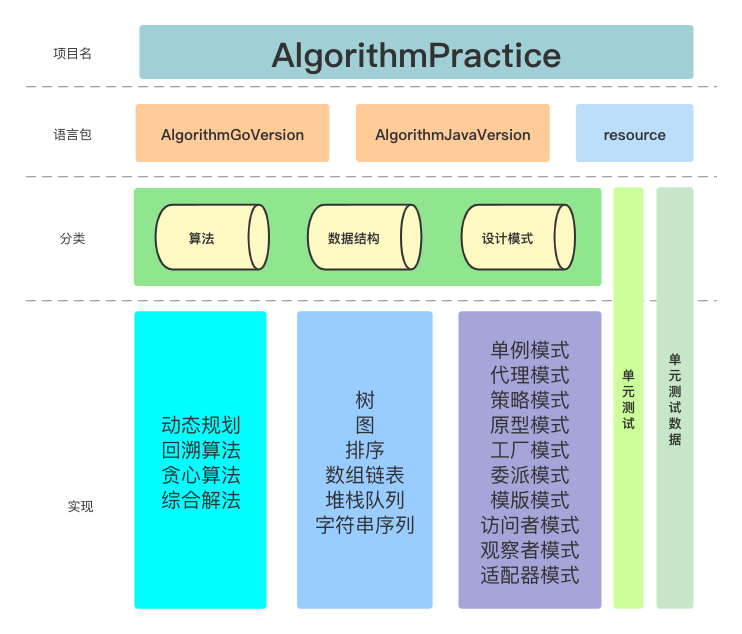 项目名
AlgorithmPractice
语言包
AlgorithmGoVersion
AlgorithmJavaVersion
resource
分类
算法
数据结构
设计模式
实现
动态规划
回溯算法
贪心算法
综合解法
树
图
排序
数组链表
堆栈队列
字符串序列
单例模式
代理模式
策略模式
原型模式
工厂模式
委派模式
模版模式
访问者模式
观察者模式
适配器模式
单元测试
单元测试数据